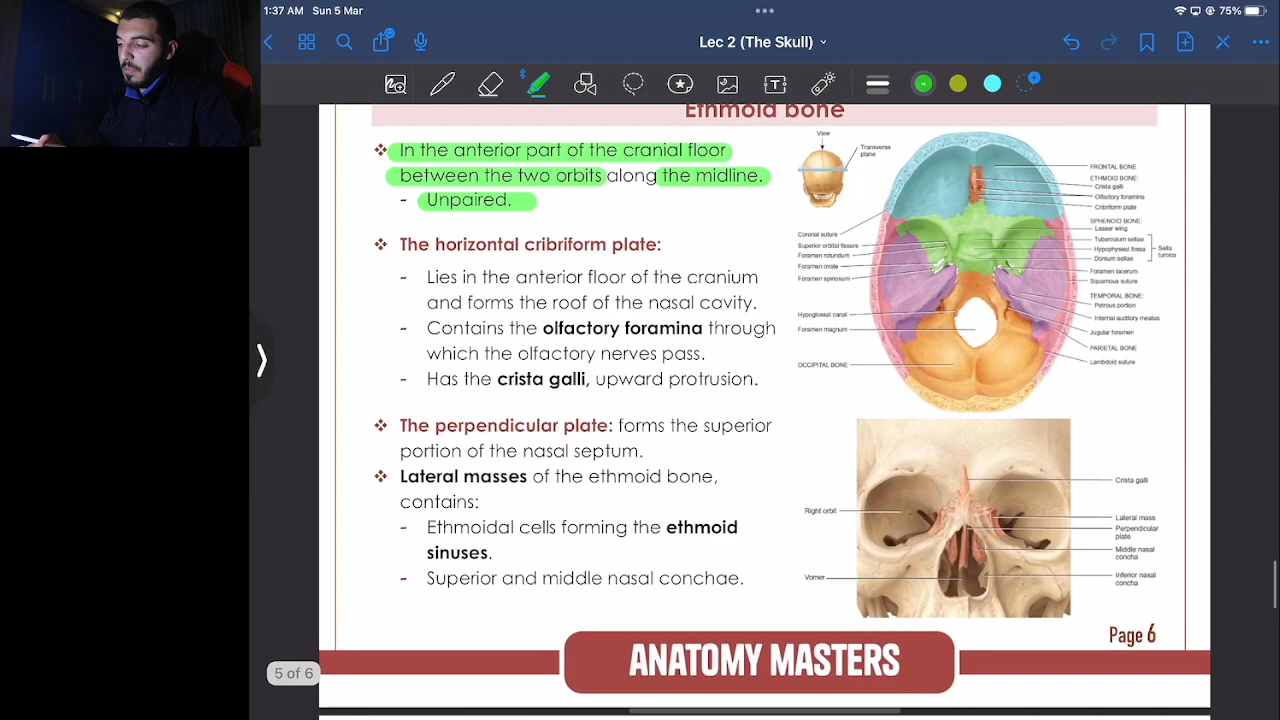 1:37 AM Sun 5 Mar
75%
Lec 2 (The Skull)
Ethmoid bone
In the anterior part of the cranial floor
between the two orbits along the midline.
- Unpaired.
The horizontal cribriform plate:
- Lies in the anterior floor of the cranium
and forms the roof of the nasal cavity.
- Contains the olfactory foramina through
which the olfactory nerves pass.
- Has the crista galli, upward protrusion.
The perpendicular plate: forms the superior
portion of the nasal septum.
Lateral masses of the ethmoid bone,
contains:
- Ethmoidal cells forming the ethmoid
sinuses.
- Superior and middle nasal conchae.
View
Transverse
plane
Coronal suture
Superior orbital fissure
Foramen rotundum
Foramen ovale
Foramen spinosum
Hypoglossal canal
Foramen magnum
OCCIPITAL BONE
FRONTAL BONE
ETHMOID BONE:
Crista galli
Olfactory foramina
Cribriform plate
SPHENOID BONE:
Lesser wing
Tuberculum sellae
Hypophyseal fossa
Dorsum sellae
Sella
turcica
Foramen lacerum
Squamous suture
TEMPORAL BONE:
Petrous portion
Internal auditory meatus
Jugular foramen
PARIETAL BONE
Lambdoid suture
Right orbit
Vomer
Crista galli
Lateral mass
Perpendicular
plate
Middle nasal
concha
Inferior nasal
concha
Page 6
ANATOMY MASTERS
5 of 6